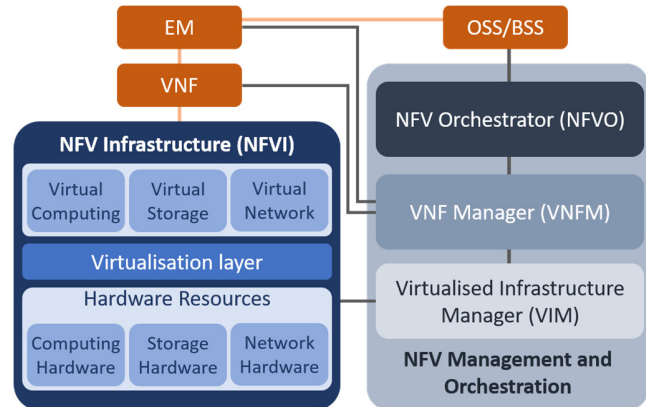 EM
OSS/BSS
VNF
NFV Infrastructure (NFVI)
Virtual
Computing
Virtual
Storage
Virtual
Network
Virtualisation layer
Hardware Resources
Computing
Hardware
Storage
Hardware
Network
Hardware
NFV Orchestrator (NFVO)
VNF Manager (VNFM)
Virtualised Infrastructure
Manager (VIM)
NFV Management and
Orchestration